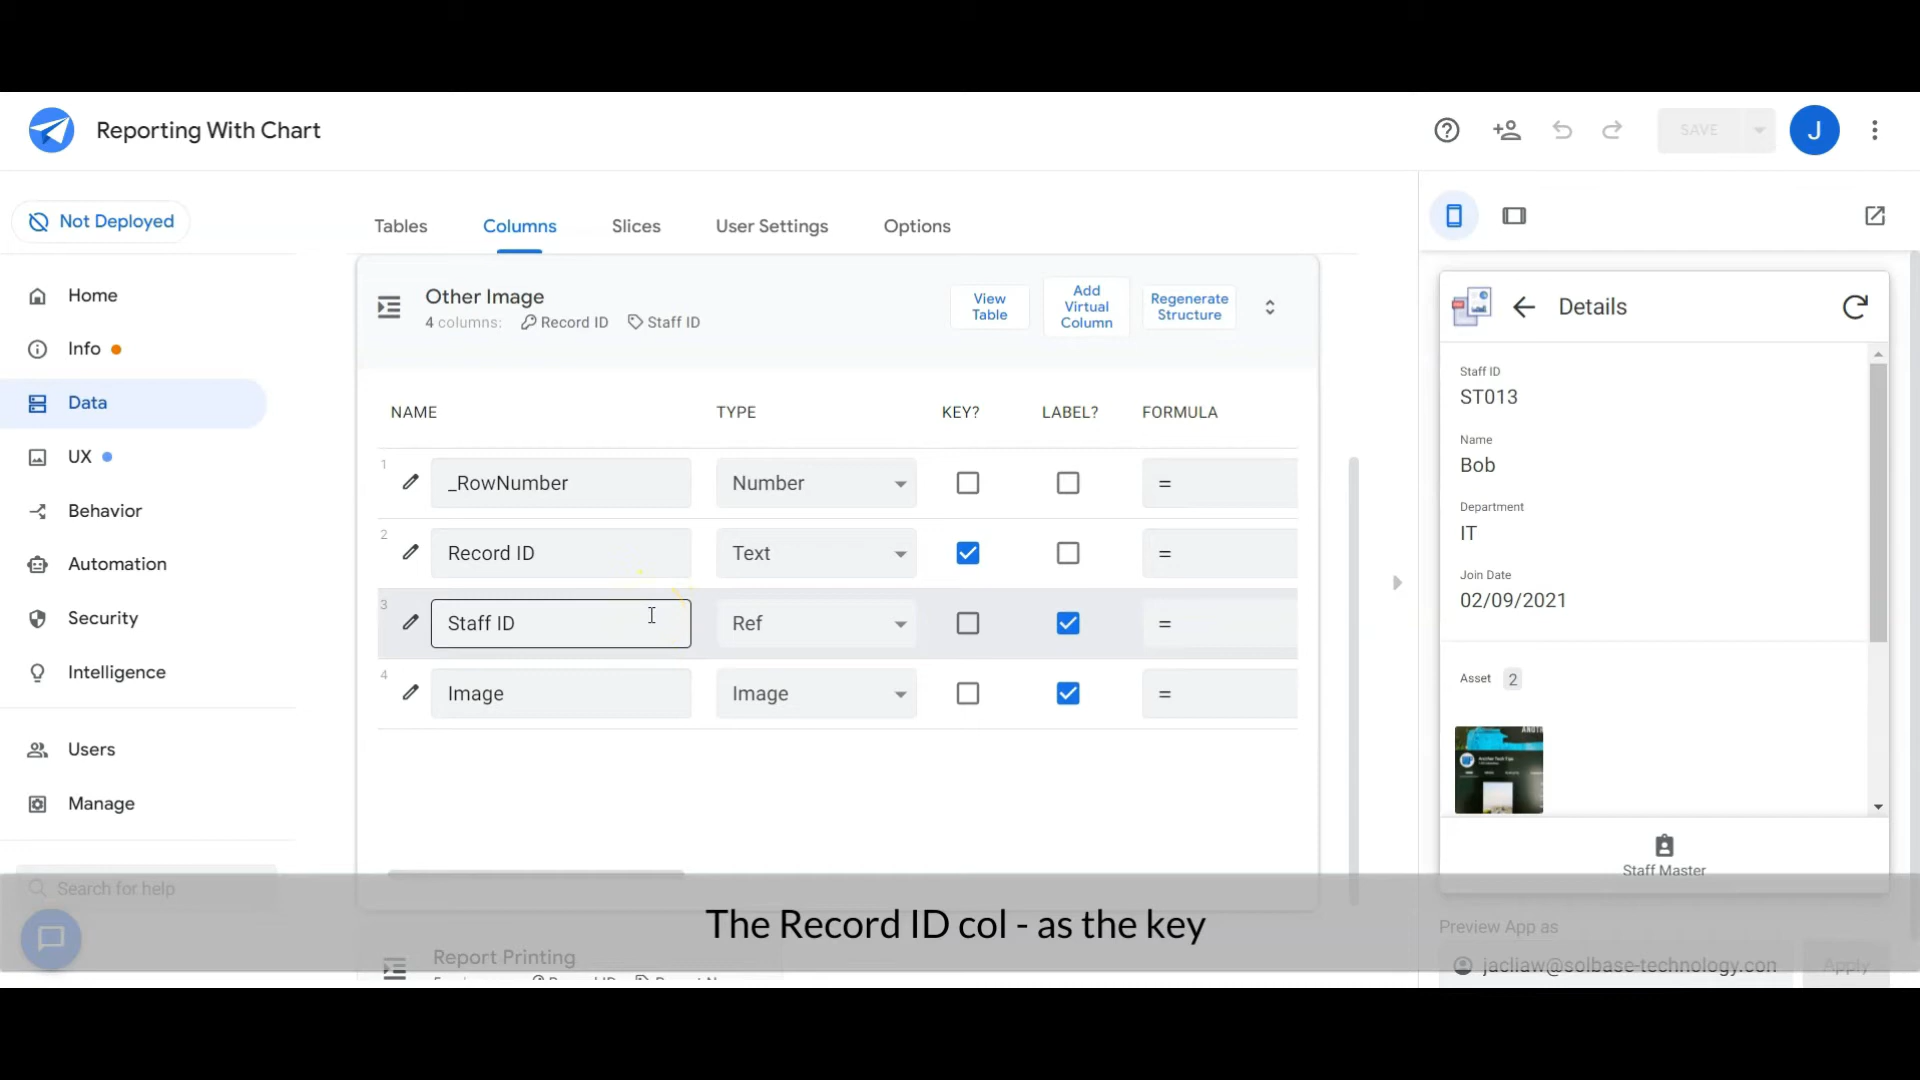 Reporting With Chart
SAVE
J
Not Deployed
Home
Info
Data
UX
Behavior
Automation
Security
Intelligence
Users
Manage
Search for help
Tables
Columns
Slices
User Settings
Options
Other Image
4 columns:
Record ID
Staff ID
View
Table
Add
Virtual
Column
Regenerate
Structure
NAME
TYPE
KEY?
LABEL?
FORMULA
1
_RowNumber
Number
=
2
Record ID
Text
=
3
Staff ID
Ref
=
4
Image
Image
=
Report Printing
Details
Staff ID
ST013
Name
Bob
Department
IT
Join Date
02/09/2021
Asset
2
Staff Master
Preview App as
jacliaw@solbase-technology.con
Apply
The Record ID col - as the key